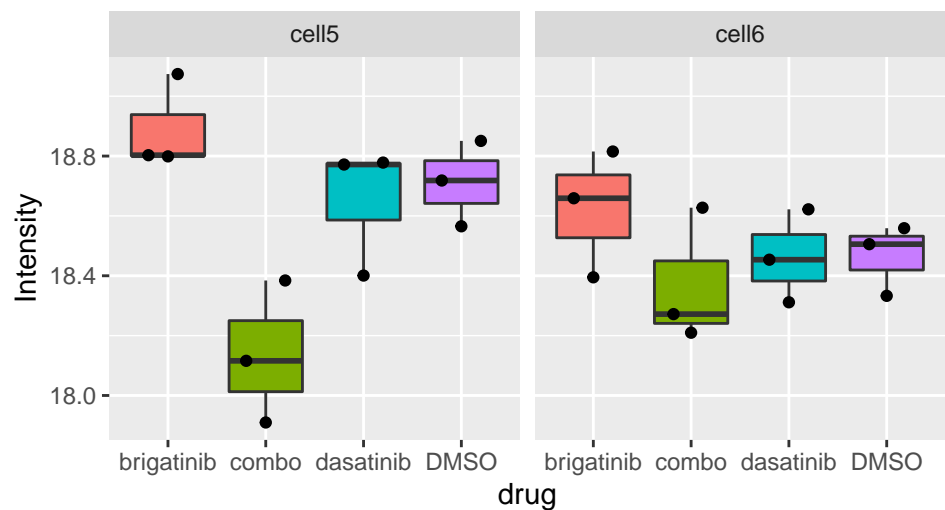 cell5 cell6
Intensity
18.8
18.4
18.0
brigatinib combo dasatinib DMSO brigatinib combo dasatinib DMSO
drug